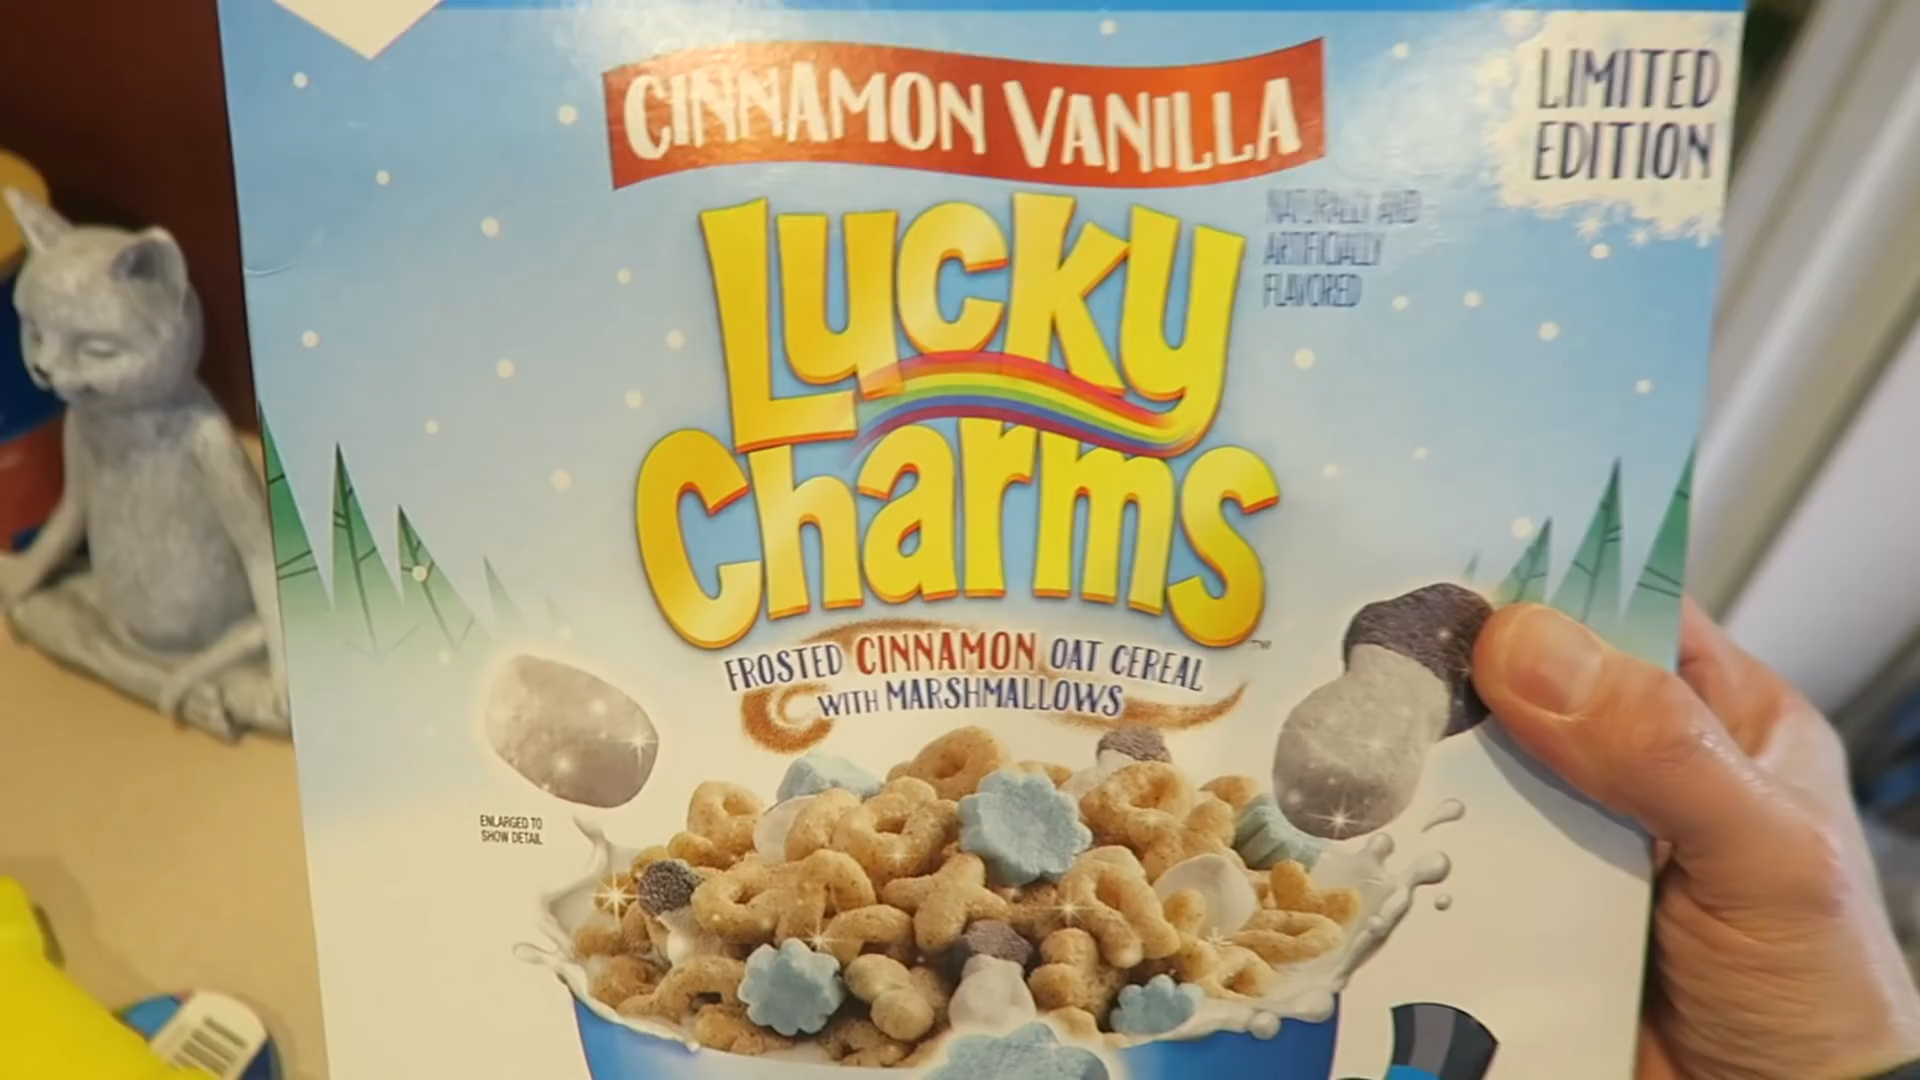 CINNAMON VANILLA
LIMITED
EDITION
Lucky
Charms
NATURALLY AND
ARTIFICIALLY
FLAVORED
™
FROSTED CINNAMON OAT CEREAL
WITH MARSHMALLOWS
ENLARGED TO
SHOW DETAIL